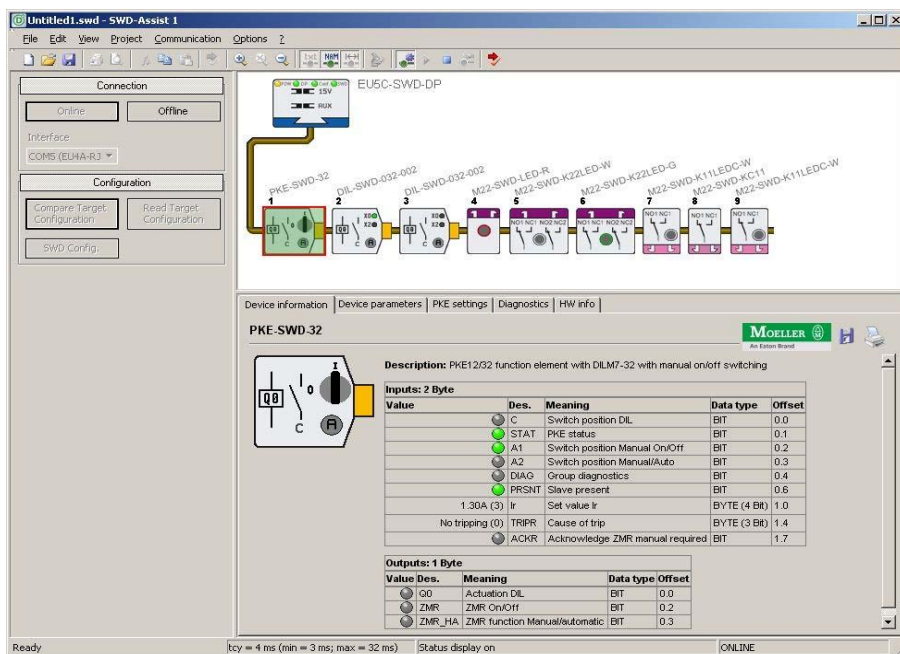 Untitled1.swd - SWD-Assist 1
File Edit View Project Communication Options ?
Connection
Online Offline
Interface
COM5 (EU4A-RJ
Configuration
Compare Target Configuration Read Target Configuration
SWD Config.
EU5C-SWD-DP
POW DP Conf SWD
15V
AUX
PKE-SWD-32 DIL-SWD-032-002 DIL-SWD-032-002 M22-SWD-LED-R M22-SWD-K22LED-W M22-SWD-K22LED-G M22-SWD-K11LEDC-W M22-SWD-KC11 M22-SWD-K11LEDC-W
1 2 3 4 5 6 7 8 9
Device information Device parameters PKE settings Diagnostics HW info
PKE-SWD-32
MOELLER
An Eaton Brand
Description: PKE12/32 function element with DILM7-32 with manual on/off switching
I
0
Q0
C
A
Inputs: 2 Byte
Value Des. Meaning Data type Offset
C Switch position DIL BIT 0.0
STAT PKE status BIT 0.1
A1 Switch position Manual On/Off BIT 0.2
A2 Switch position Manual/Auto BIT 0.3
DIAG Group diagnostics BIT 0.4
PRSNT Slave present BIT 0.6
1.30A (3) Ir Set value Ir BYTE (4 Bit) 1.0
No tripping (0) TRIPR Cause of trip BYTE (3 Bit) 1.4
ACKR Acknowledge ZMR manual required BIT 1.7
Outputs: 1 Byte
Value Des. Meaning Data type Offset
Q0 Actuation DIL BIT 0.0
ZMR ZMR On/Off BIT 0.2
ZMR_HA ZMR function Manual/automatic BIT 0.3
Ready tcy = 4 ms (min = 3 ms; max = 32 ms) Status display on ONLINE